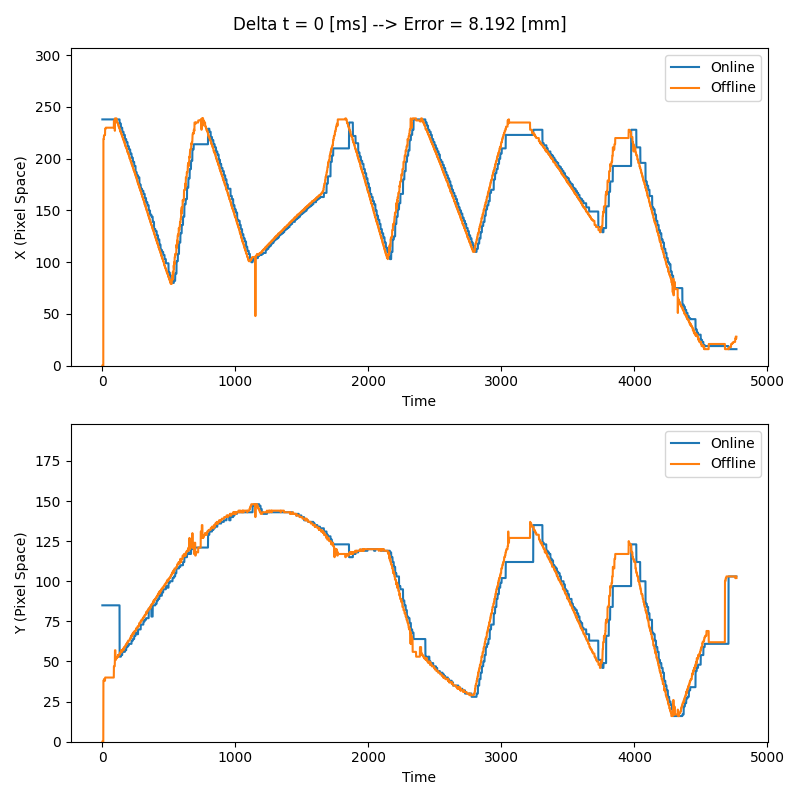 Delta t = 0 [ms] --> Error = 8.192 [mm]
300
250
200
150
100
50
0
X (Pixel Space)
Online
Offline
0 1000 2000 3000 4000 5000
Time
175
150
125
100
75
50
25
0
Y (Pixel Space)
Online
Offline
0 1000 2000 3000 4000 5000
Time